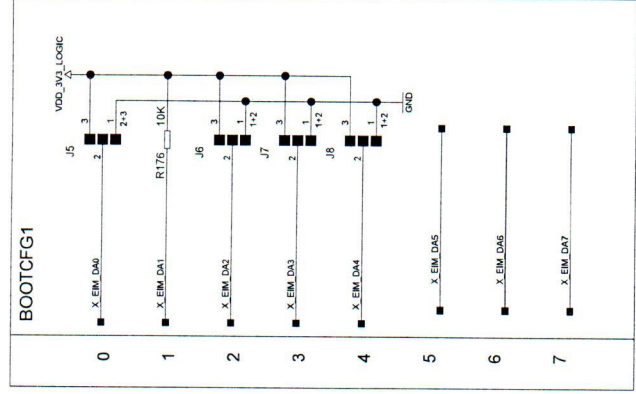 BOOTCFG1
VDD_3V3_LOGIC
GND
0
X_EIM_DA0
J5
2
3
1
2+3
1
X_EIM_DA1
R176
10K
2
X_EIM_DA2
J6
2
3
1
1+2
3
X_EIM_DA3
J7
2
3
1
1+2
4
X_EIM_DA4
J8
2
3
1
1+2
5
X_EIM_DA5
6
X_EIM_DA6
7
X_EIM_DA7